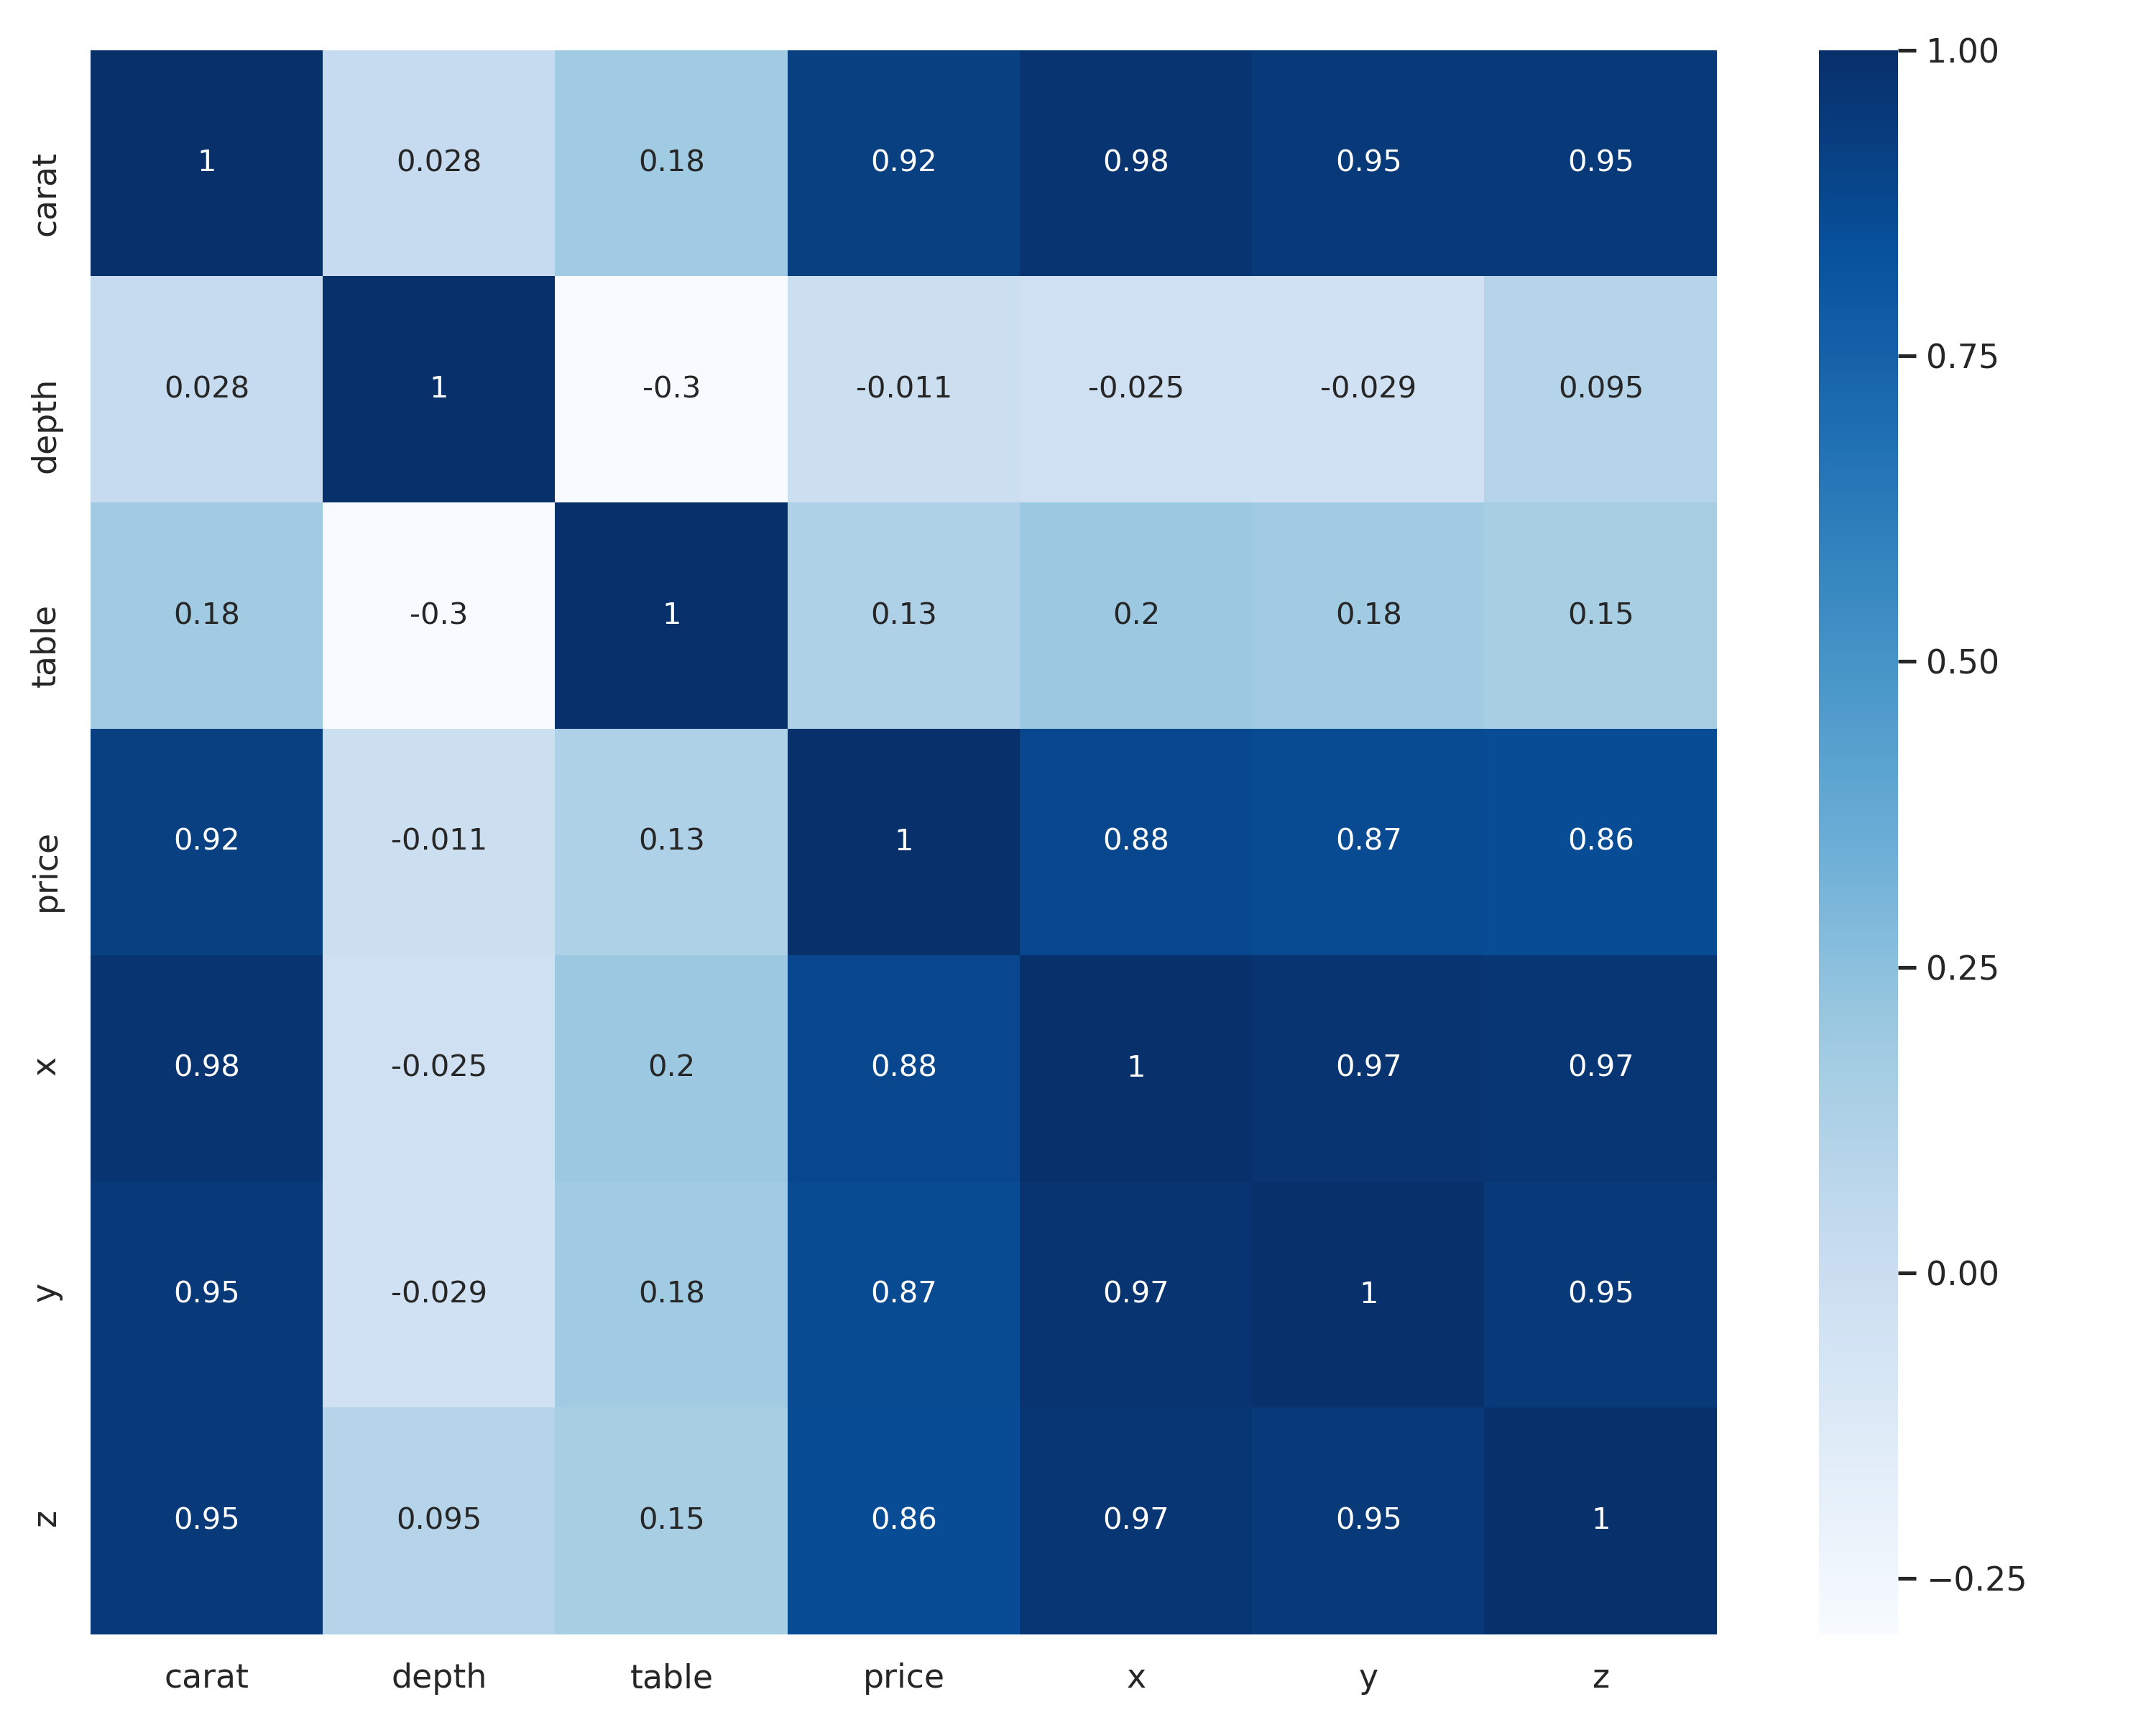 carat 1 0.028 0.18 0.92 0.98 0.95 0.95
depth 0.028 1 -0.3 -0.011 -0.025 -0.029 0.095
table 0.18 -0.3 1 0.13 0.2 0.18 0.15
price 0.92 -0.011 0.13 1 0.88 0.87 0.86
x 0.98 -0.025 0.2 0.88 1 0.97 0.97
y 0.95 -0.029 0.18 0.87 0.97 1 0.95
z 0.95 0.095 0.15 0.86 0.97 0.95 1
carat depth table price x y z
1.00
0.75
0.50
0.25
0.00
−0.25